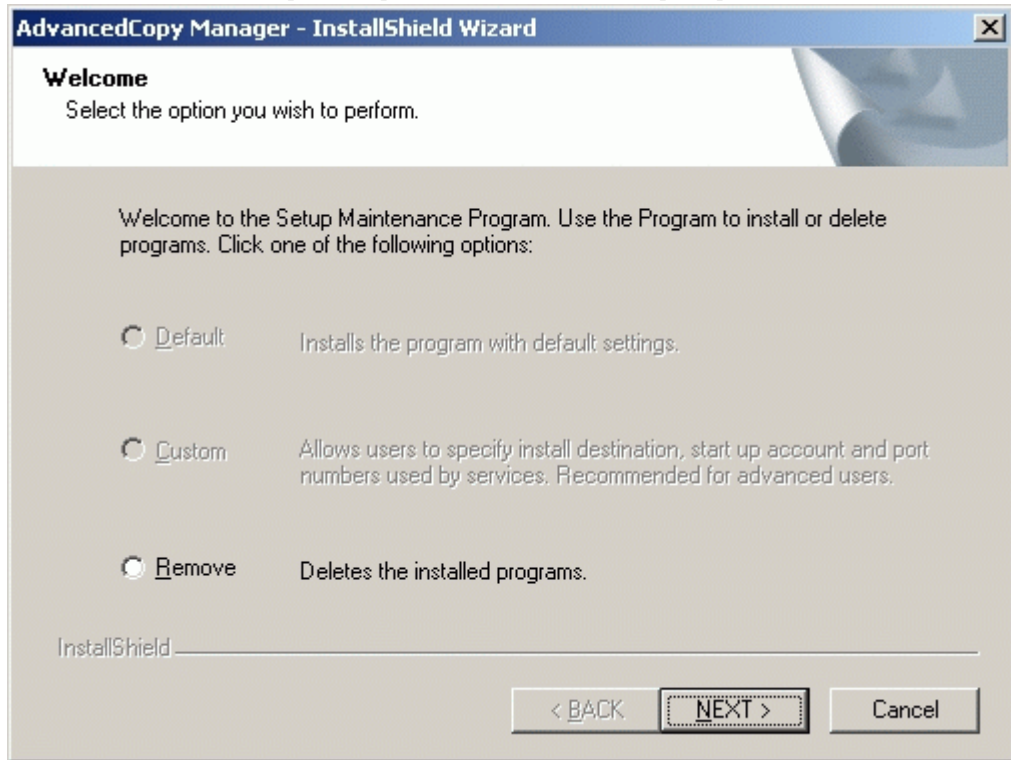 AdvancedCopy Manager - InstallShield Wizard
Welcome
Select the option you wish to perform.
Welcome to the Setup Maintenance Program. Use the Program to install or delete
programs. Click one of the following options:
Default
Installs the program with default settings.
Custom
Allows users to specify install destination, start up account and port
numbers used by services. Recommended for advanced users.
Remove
Deletes the installed programs.
InstallShield
< BACK
NEXT >
Cancel